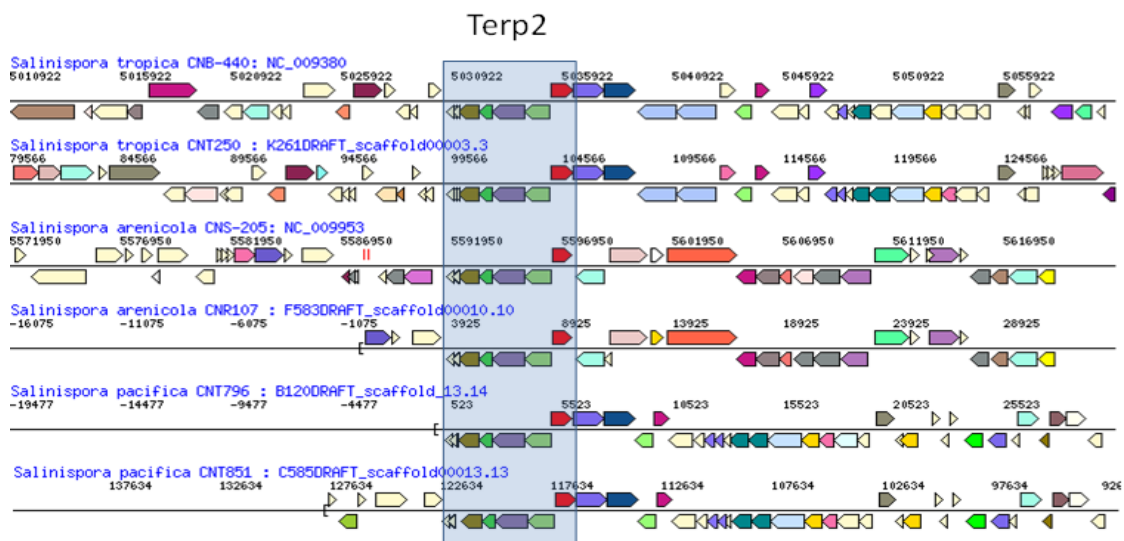 Terp2
Salinispora tropica CNB-440: NC_009380
5010922 5015922 5020922 5025922 5030922 5035922 5040922 5045922 5050922 5055922
Salinispora tropica CNT250 : K261DRAFT_scaffold00003.3
79566 84566 89566 94566 99566 104566 109566 114566 119566 124566
Salinispora arenicola CNS-205: NC_009953
5571950 5576950 5581950 5586950 5591950 5596950 5601950 5606950 5611950 5616950
Salinispora arenicola CNR107 : F583DRAFT_scaffold00010.10
-16075 -11075 -6075 -1075 3925 8925 13925 18925 23925 28925
Salinispora pacifica CNT796 : B120DRAFT_scaffold_13.14
-19477 -14477 -9477 -4477 523 5523 10523 15523 20523 25523
Salinispora pacifica CNT851 : C585DRAFT_scaffold00013.13
137634 132634 127634 122634 117634 112634 107634 102634 97634 926